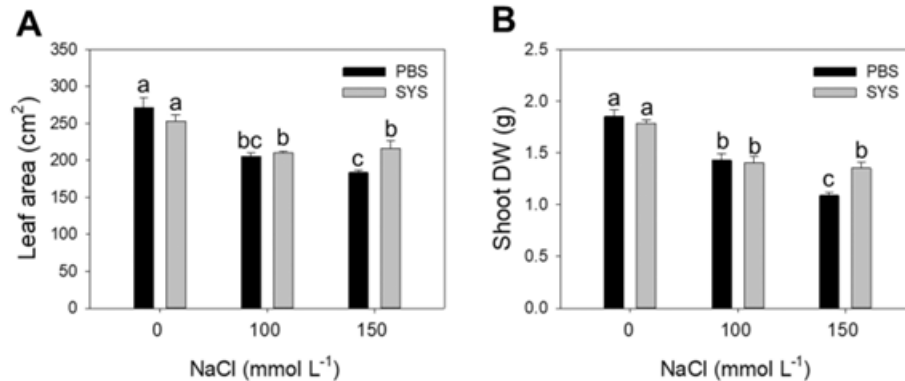 A
350
300
250
200
150
100
50
0
Leaf area (cm²)
a
a
bc
b
c
b
PBS
SYS
0 100 150
NaCl (mmol L⁻¹)
B
2.5
2.0
1.5
1.0
0.5
0.0
Shoot DW (g)
a
a
b
b
c
b
PBS
SYS
0 100 150
NaCl (mmol L⁻¹)